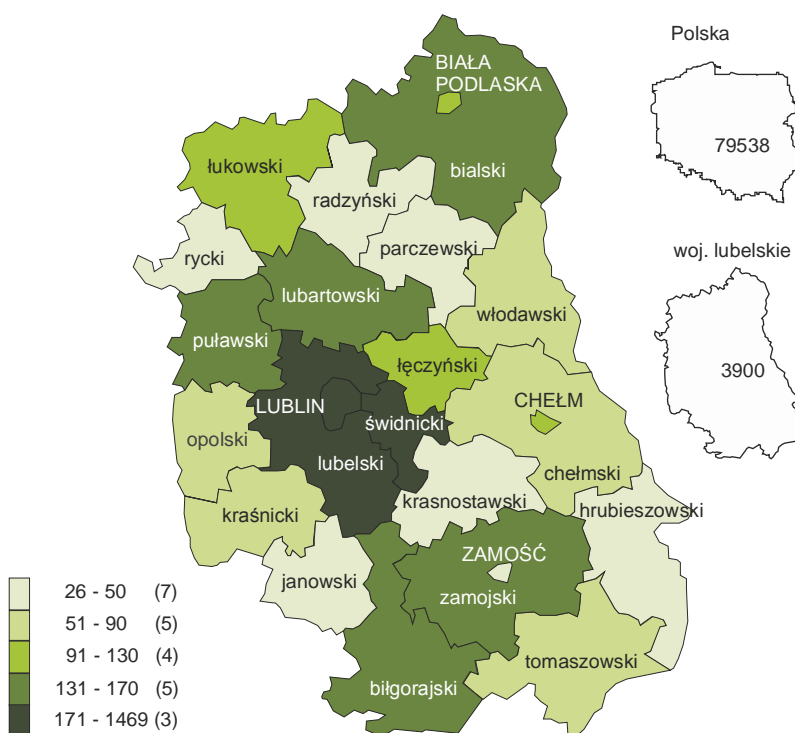 Polska
79538
woj. lubelskie
3900
BIAŁA
PODLASKA
bialski
łukowski
radzyński
parczewski
rycki
lubartowski
włodawski
puławski
łęczyński
LUBLIN
świdnicki
CHEŁM
opolski
lubelski
chełmski
krasnostawski
hrubieszowski
kraśnicki
ZAMOŚĆ
janowski
zamojski
tomaszowski
biłgorajski
26 - 50 (7)
51 - 90 (5)
91 - 130 (4)
131 - 170 (5)
171 - 1469 (3)